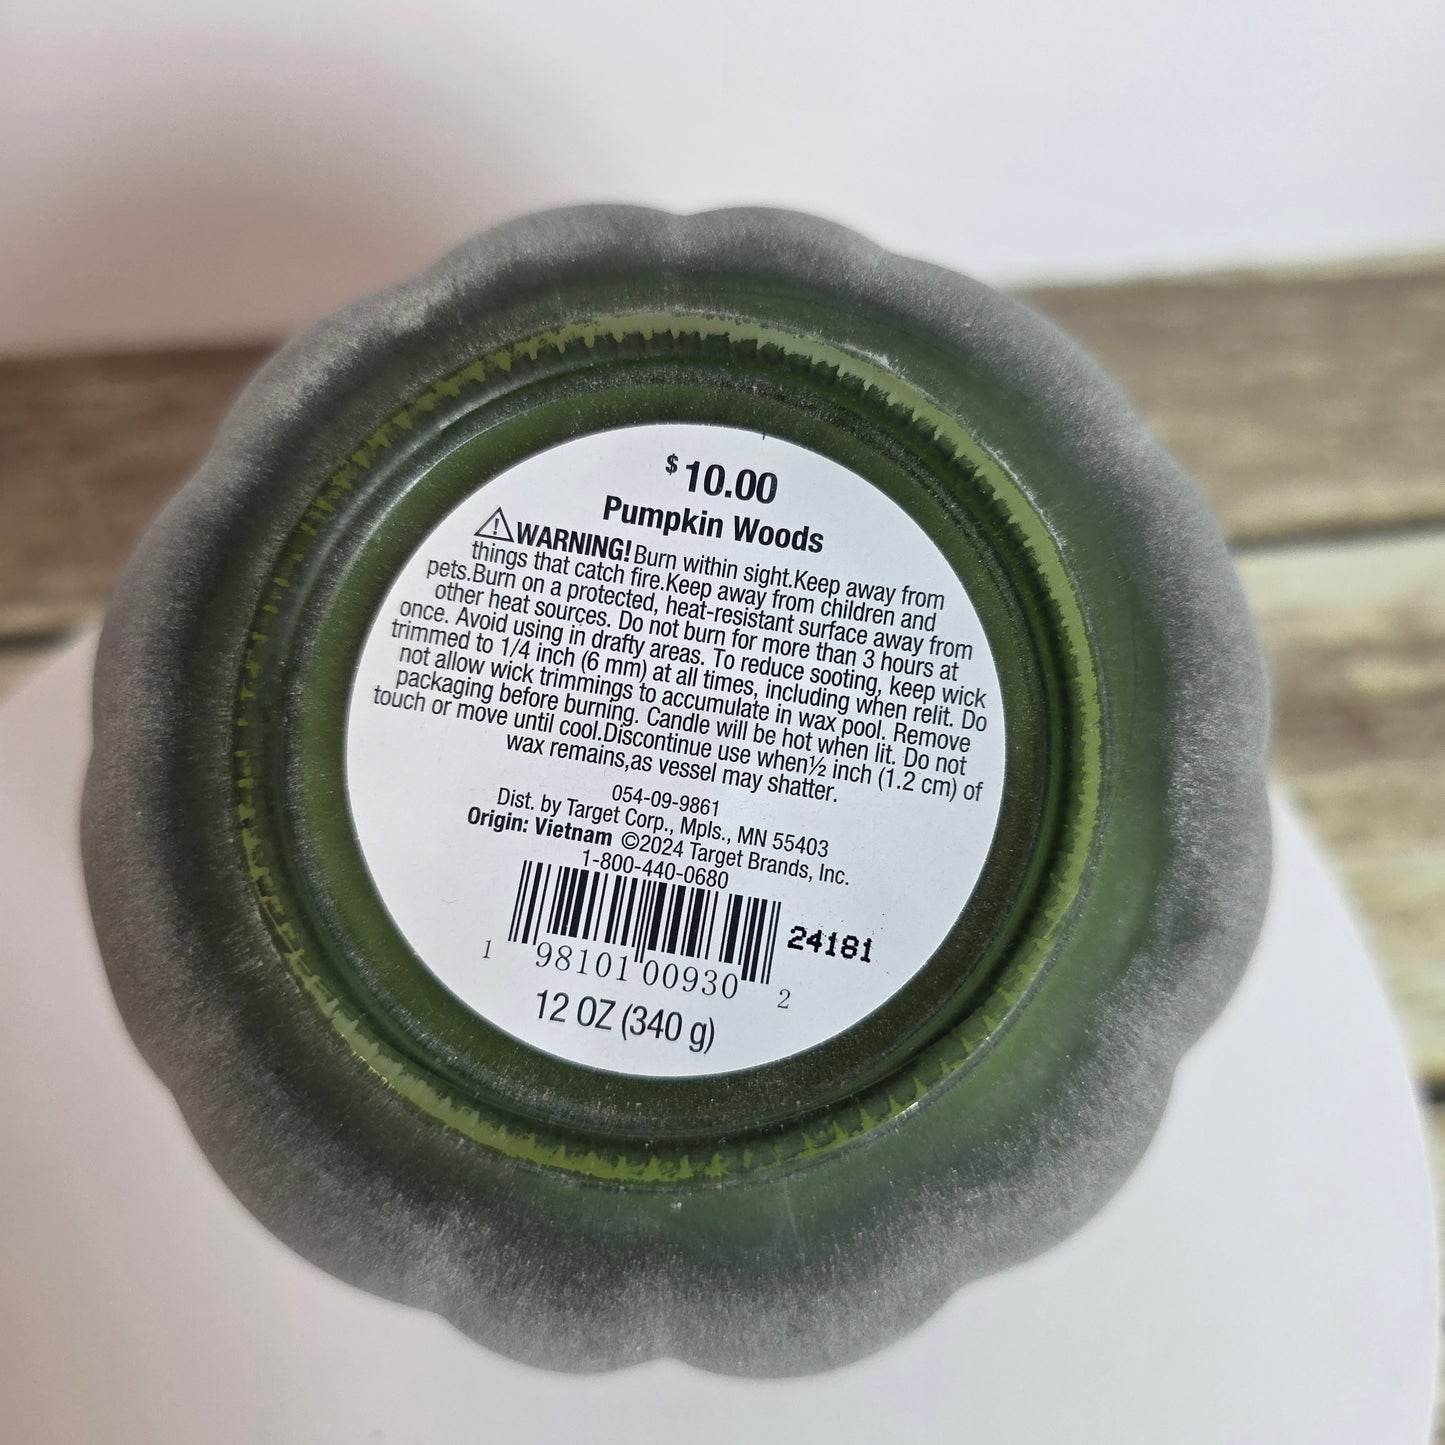 $10.00
Pumpkin Woods
⚠WARNING! Burn within sight.Keep away from
things that catch fire.Keep away from children and
pets.Burn on a protected, heat-resistant surface away from
other heat sources. Do not burn for more than 3 hours at
once. Avoid using in drafty areas. To reduce sooting, keep wick
trimmed to 1/4 inch (6 mm) at all times, including when relit. Do
not allow wick trimmings to accumulate in wax pool. Remove
packaging before burning. Candle will be hot when lit. Do not
touch or move until cool.Discontinue use when½ inch (1.2 cm) of
wax remains,as vessel may shatter.
054-09-9861
Dist. by Target Corp., Mpls., MN 55403
Origin: Vietnam ©2024 Target Brands, Inc.
1-800-440-0680
24181
1 98101 00930 2
12 OZ (340 g)